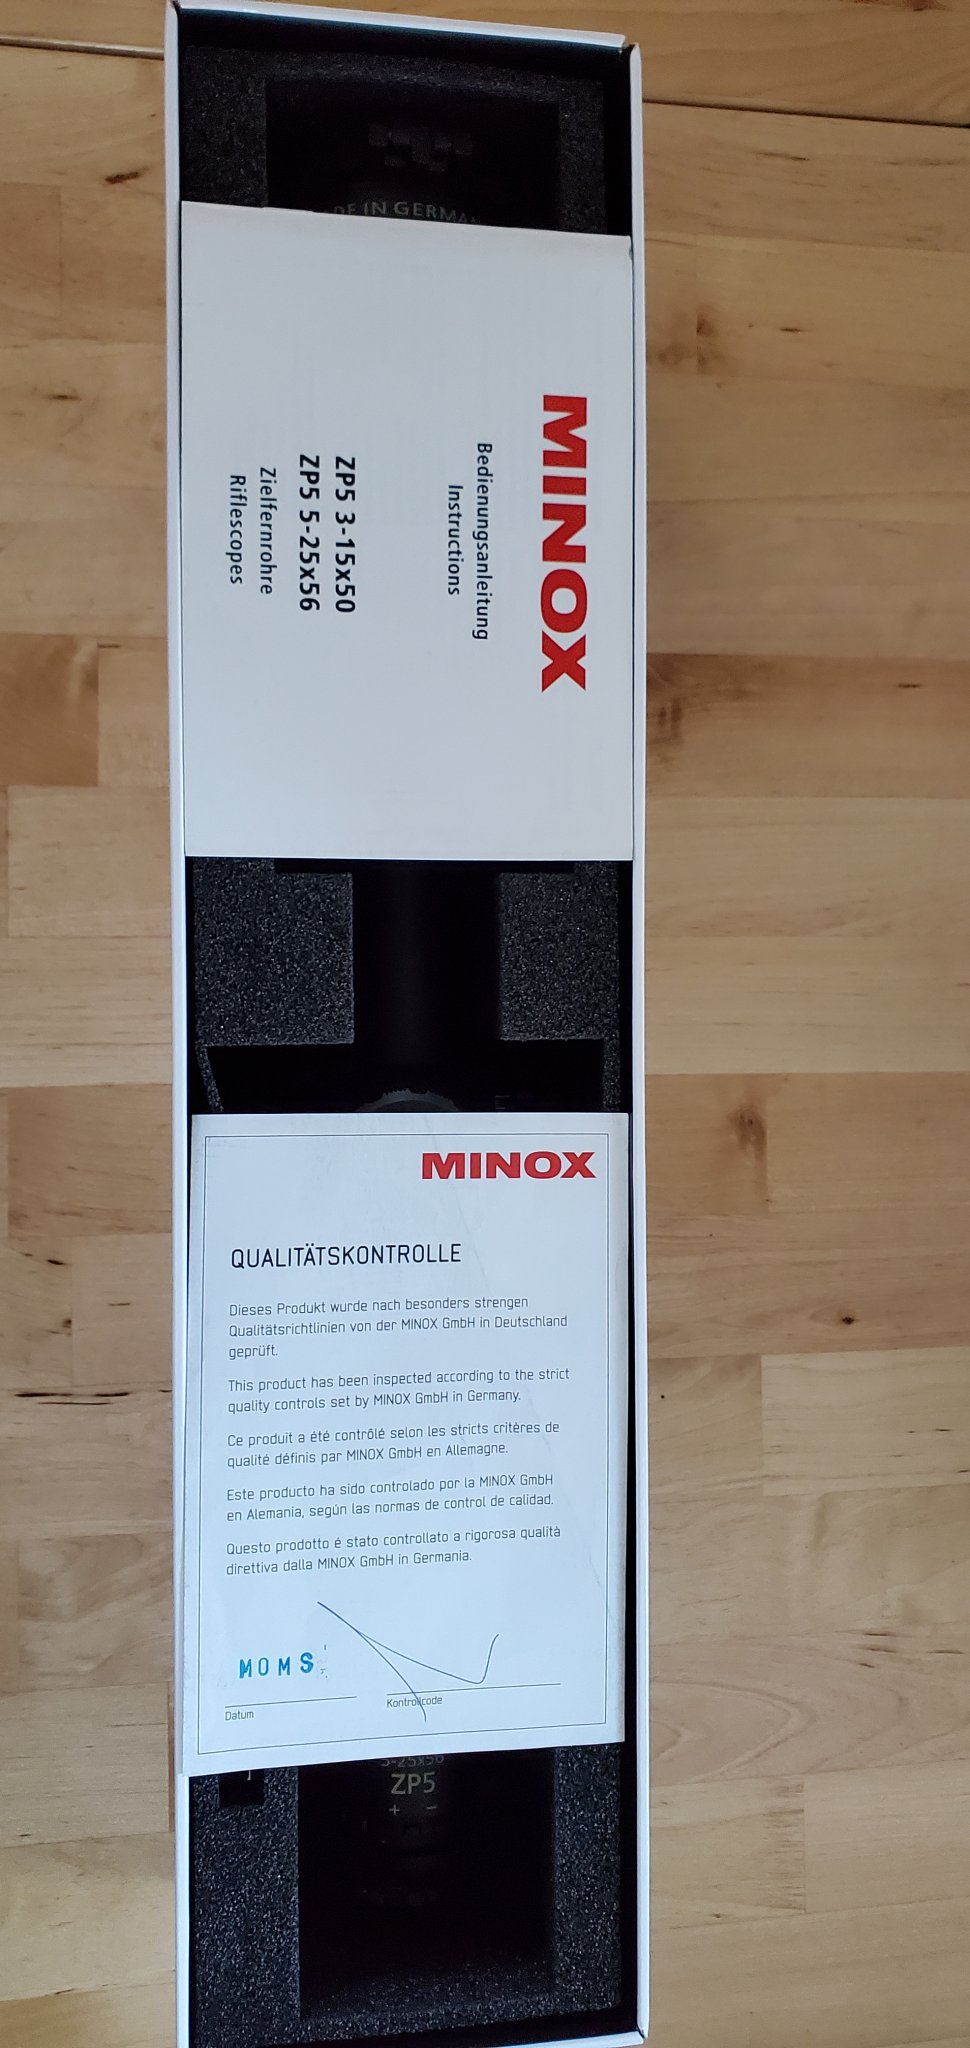 IN GERMA
MINOX
Bedienungsanleitung
Instructions
ZP5 3-15x50
ZP5 5-25x56
Zielfernrohre
Riflescopes
MINOX
QUALITÄTSKONTROLLE
Dieses Produkt wurde nach besonders strengen
Qualitätsrichtlinien von der MINOX GmbH in Deutschland
geprüft.
This product has been inspected according to the strict
quality controls set by MINOX GmbH in Germany.
Ce produit a été contrôlé selon les stricts critères de
qualité définis par MINOX GmbH en Allemagne.
Este producto ha sido controlado por la MINOX GmbH
en Alemania, según las normas de control de calidad.
Questo prodotto é stato controllato a rigorosa qualità
direttiva dalla MINOX GmbH in Germania.
MOMS
Datum
Kontrollcode
5-25x56
ZP5
+ −